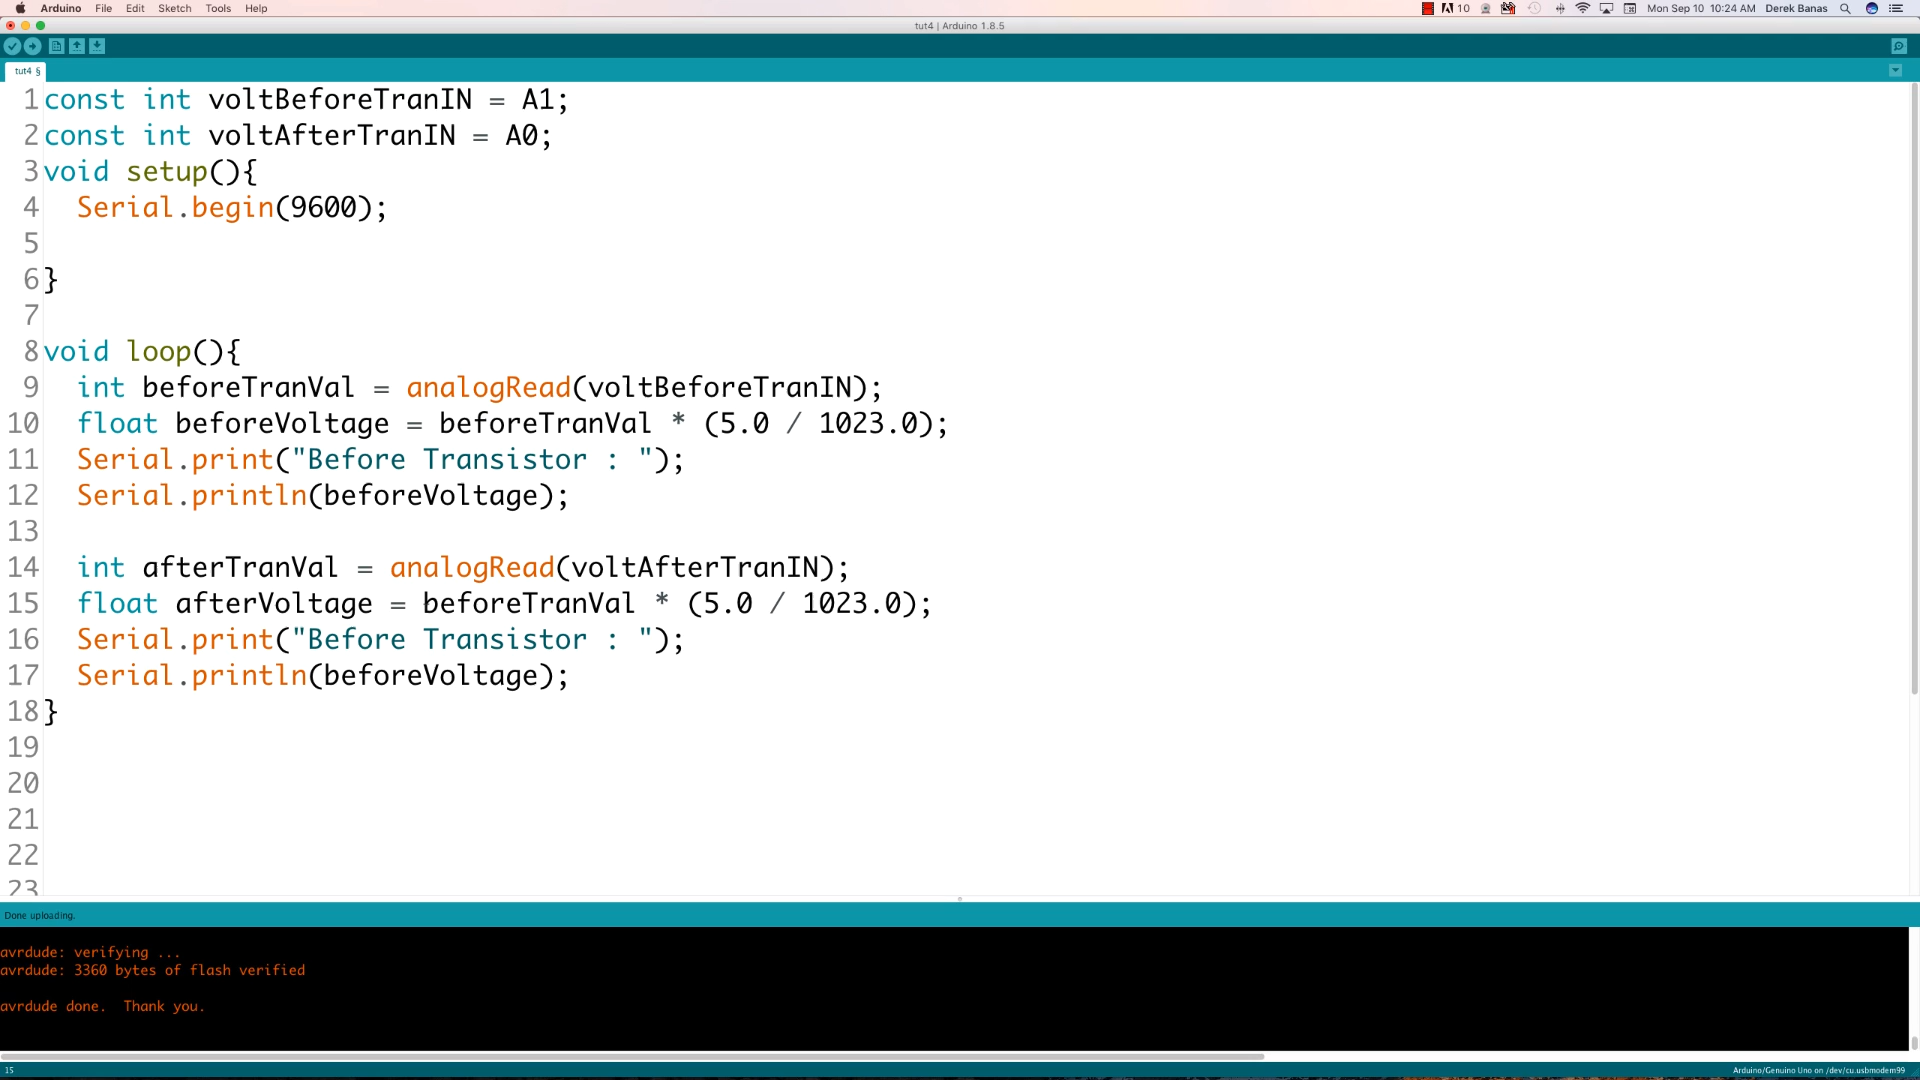 Arduino File Edit Sketch Tools Help 10 Mon Sep 10 10:24 AM Derek Banas
tut4 | Arduino 1.8.5
tut4 §
1 const int voltBeforeTranIN = A1;
2 const int voltAfterTranIN = A0;
3 void setup(){
4   Serial.begin(9600);
5
6 }
7
8 void loop(){
9   int beforeTranVal = analogRead(voltBeforeTranIN);
10   float beforeVoltage = beforeTranVal * (5.0 / 1023.0);
11   Serial.print("Before Transistor : ");
12   Serial.println(beforeVoltage);
13
14   int afterTranVal = analogRead(voltAfterTranIN);
15   float afterVoltage = beforeTranVal * (5.0 / 1023.0);
16   Serial.print("Before Transistor : ");
17   Serial.println(beforeVoltage);
18 }
19
20
21
22
23
Done uploading.
avrdude: verifying ...
avrdude: 3360 bytes of flash verified
avrdude done.  Thank you.
15 Arduino/Genuino Uno on /dev/cu.usbmodem99